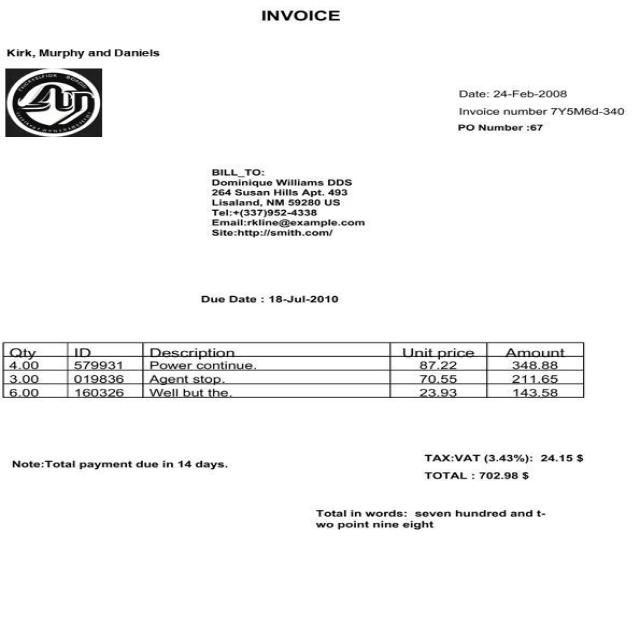 INVOICE
Kirk, Murphy and Daniels
Date: 24-Feb-2008
Invoice number 7Y5M6d-340
PO Number :67
BILL_TO:
Dominique Williams DDS
264 Susan Hills Apt. 493
Lisaland, NM 59280 US
Tel:+(337)952-4338
Email:rkline@example.com
Site:http://smith.com/
Due Date : 18-Jul-2010
Qty ID Description Unit price Amount
4.00 579931 Power continue. 87.22 348.88
3.00 019836 Agent stop. 70.55 211.65
6.00 160326 Well but the. 23.93 143.58
TAX:VAT (3.43%): 24.15 $
Note:Total payment due in 14 days.
TOTAL : 702.98 $
Total in words: seven hundred and t-
wo point nine eight